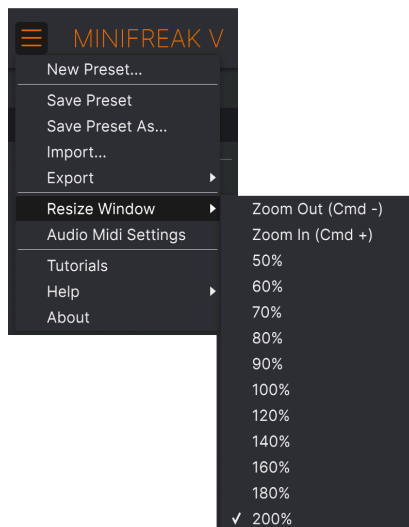 MINIFREAK V
New Preset...
Save Preset
Save Preset As...
Import...
Export
Resize Window
Audio Midi Settings
Tutorials
Help
About
Zoom Out (Cmd -)
Zoom In (Cmd +)
50%
60%
70%
80%
90%
100%
120%
140%
160%
180%
✓ 200%